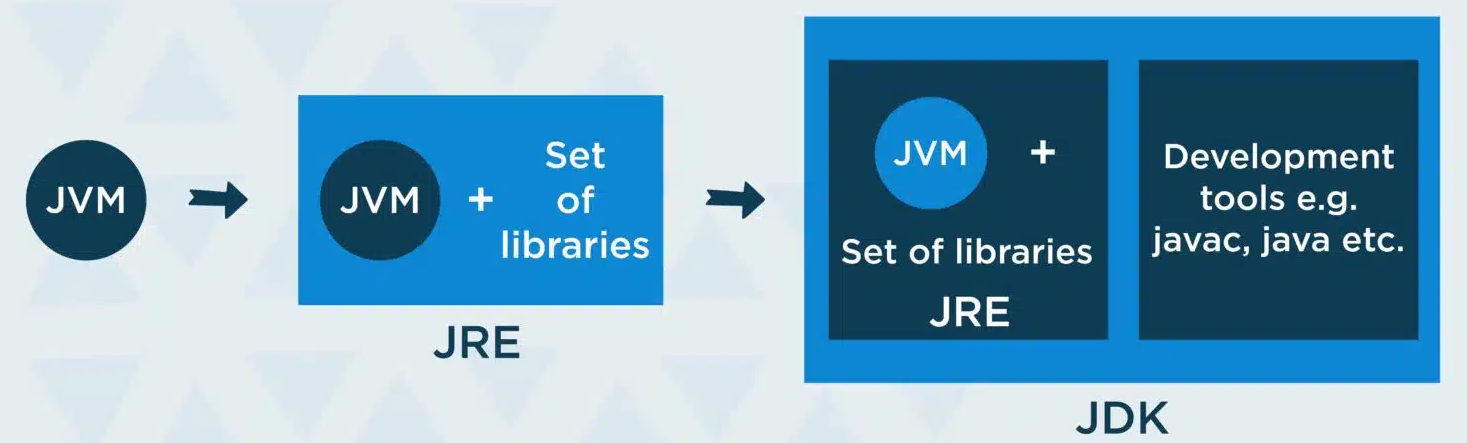 JVM
JVM
+
Set
of
libraries
JRE
JVM
+
Set of libraries
JRE
Development
tools e.g.
javac, java etc.
JDK